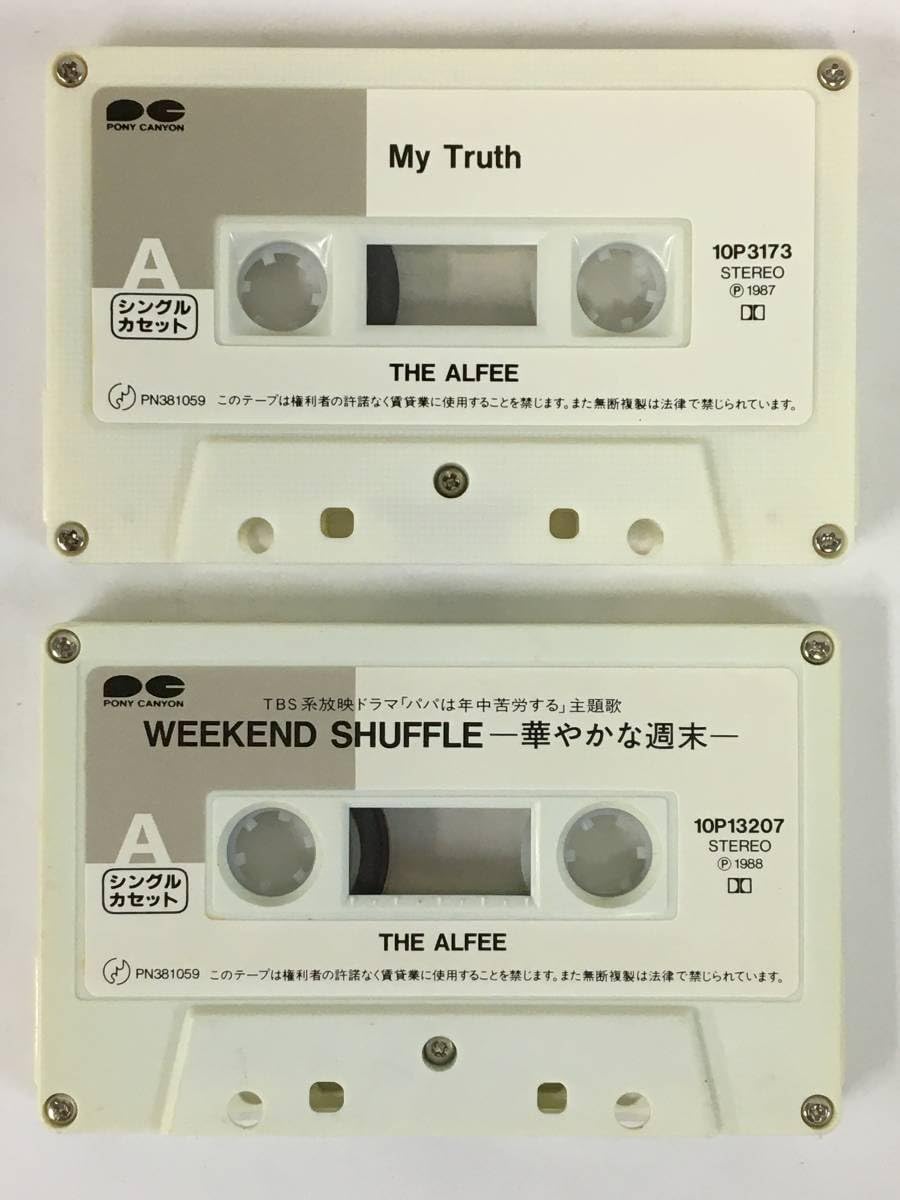 PONY CANYON
My Truth
A
シングル
カセット
10P3173
STEREO
Ⓟ1987
THE ALFEE
PN381059 このテープは権利者の許諾なく賃貸業に使用することを禁じます。また無断複製は法律で禁じられています。
PONY CANYON
TBS系放映ドラマ「パパは年中苦労する」主題歌
WEEKEND SHUFFLE—華やかな週末—
A
シングル
カセット
10P13207
STEREO
Ⓟ1988
THE ALFEE
PN381059 このテープは権利者の許諾なく賃貸業に使用することを禁じます。また無断複製は法律で禁じられています。